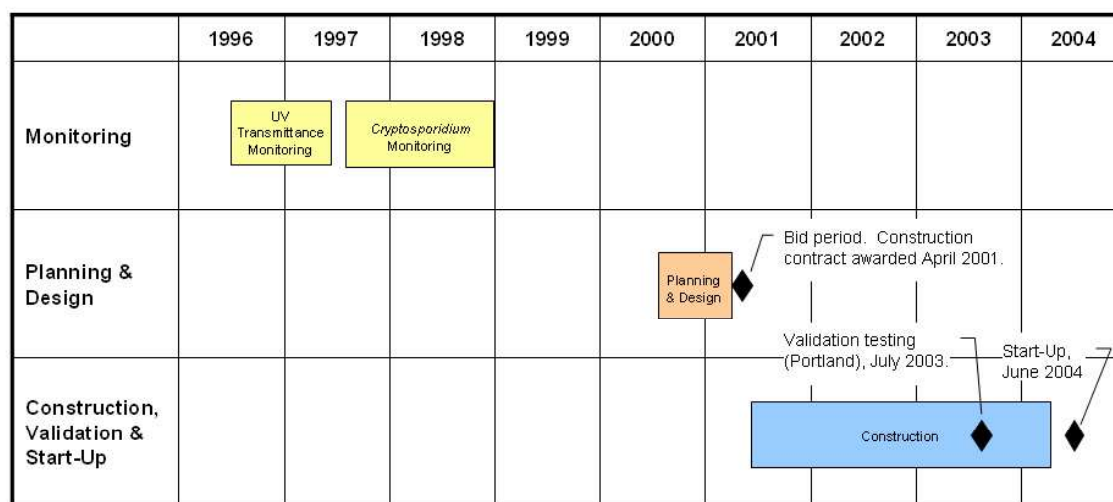 1996 1997 1998 1999 2000 2001 2002 2003 2004
Monitoring
UV
Transmittance
Monitoring
Cryptosporidium
Monitoring
Planning &
Design
Planning
& Design
Bid period. Construction
contract awarded April 2001.
Construction,
Validation &
Start-Up
Validation testing
(Portland), July 2003.
Start-Up,
June 2004
Construction